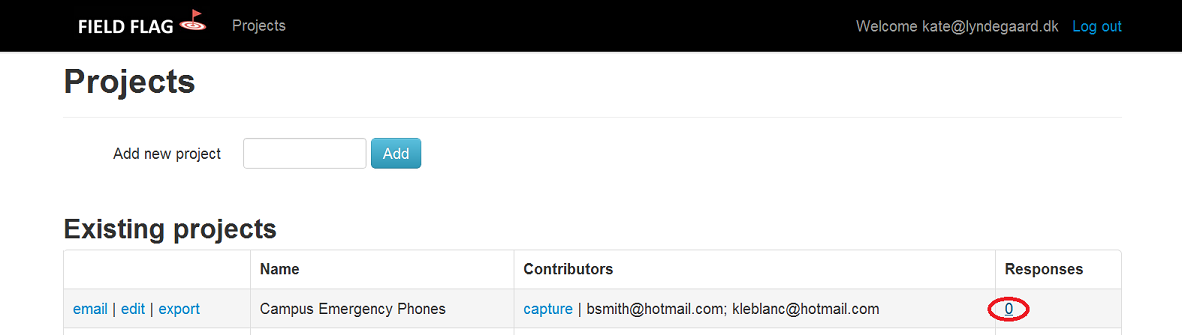 FIELD FLAG Projects Welcome kate@lyndegaard.dk Log out
Projects
Add new project Add
Existing projects
Name Contributors Responses
email | edit | export Campus Emergency Phones capture | bsmith@hotmail.com; kleblanc@hotmail.com 0